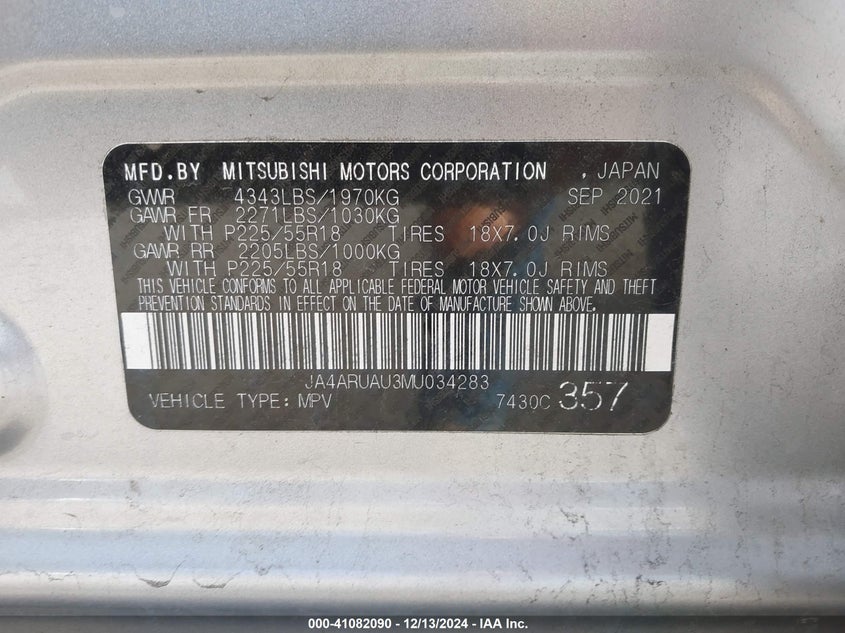 MFD.BY MITSUBISHI MOTORS CORPORATION , JAPAN
GVWR 4343LBS/1970KG SEP 2021
GAWR FR 2271LBS/1030KG
WITH P225/55R18 TIRES 18X7.0J RIMS
GAWR RR 2205LBS/1000KG
WITH P225/55R18 TIRES 18X7.0J RIMS
THIS VEHICLE CONFORMS TO ALL APPLICABLE FEDERAL MOTOR VEHICLE SAFETY AND THEFT
PREVENTION STANDARDS IN EFFECT ON THE DATE OF MANUFACTURE SHOWN ABOVE.
JA4ARUAU3MU034283
VEHICLE TYPE: MPV 7430C 357
000-41082090 - 12/13/2024 - IAA Inc.